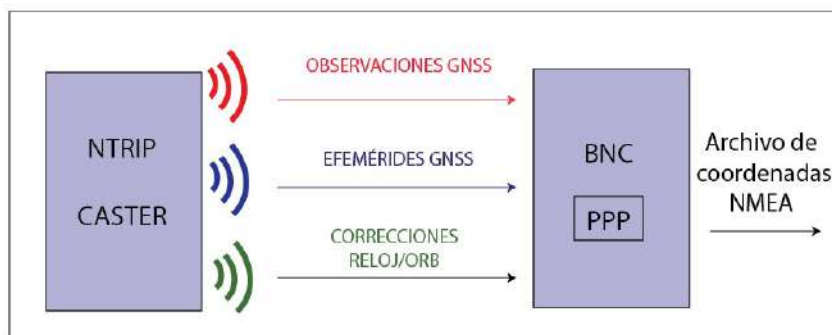 NTRIP
CASTER
OBSERVACIONES GNSS
EFEMÉRIDES GNSS
CORRECCIONES
RELOJ/ORB
BNC
PPP
Archivo de
coordenadas
NMEA